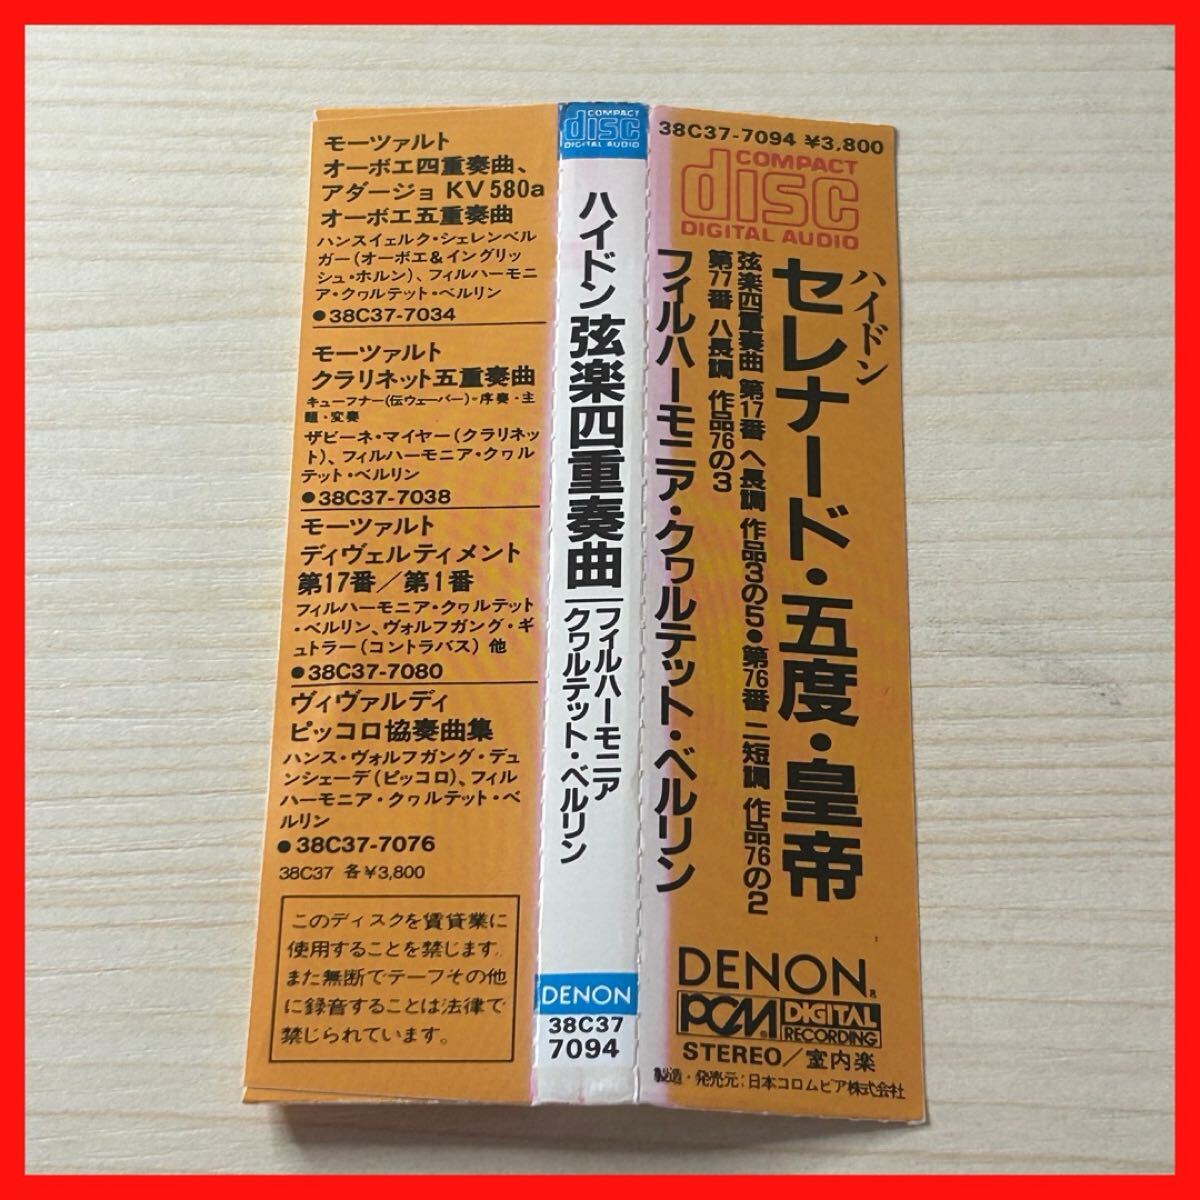 モーツァルト
オーボエ四重奏曲、
アダージョ KV580a
オーボエ五重奏曲
ハンスイェルク・シェレンベル
ガー(オーボエ&イングリッ
シュ・ホルン)、フィルハーモニ
ア・クヮルテット・ベルリン
●38C37-7034
モーツァルト
クラリネット五重奏曲
キューフナー(伝ウェーバー)=序奏・主
題・変奏
ザビーネ・マイヤー(クラリネッ
ト)、フィルハーモニア・クヮル
テット・ベルリン
●38C37-7038
モーツァルト
ディヴェルティメント
第17番/第1番
フィルハーモニア・クヮルテット
・ベルリン、ヴォルフガング・ギ
ュトラー(コントラバス) 他
●38C37-7080
ヴィヴァルディ
ピッコロ協奏曲集
ハンス・ヴォルフガング・デュ
ンシェーデ(ピッコロ)、フィル
ハーモニア・クヮルテット・ベ
ルリン
●38C37-7076
38C37 各¥3,800
このディスクを賃貸業に
使用することを禁じます。
また無断でテープその他
に録音することは法律で
禁じられています。
COMPACT
disc
DIGITAL AUDIO
ハイドン 弦楽四重奏曲
フィルハーモニア
クヮルテット・ベルリン
DENON
38C37
7094
38C37-7094 ¥3,800
COMPACT
disc
DIGITAL AUDIO
ハイドン
セレナード・五度・皇帝
弦楽四重奏曲 第17番 ヘ長調 作品3の5●第76番 ニ短調 作品76の2
第77番 ハ長調 作品76の3
フィルハーモニア・クヮルテット・ベルリン
DENON®
PCM® DIGITAL
RECORDING
STEREO/室内楽
製造・発売元:日本コロムビア株式会社